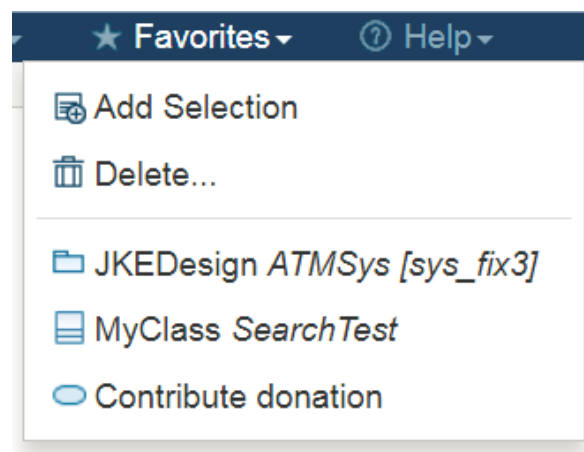 Favorites Help
Add Selection
Delete...
JKEDesign ATMSys [sys_fix3]
MyClass SearchTest
Contribute donation